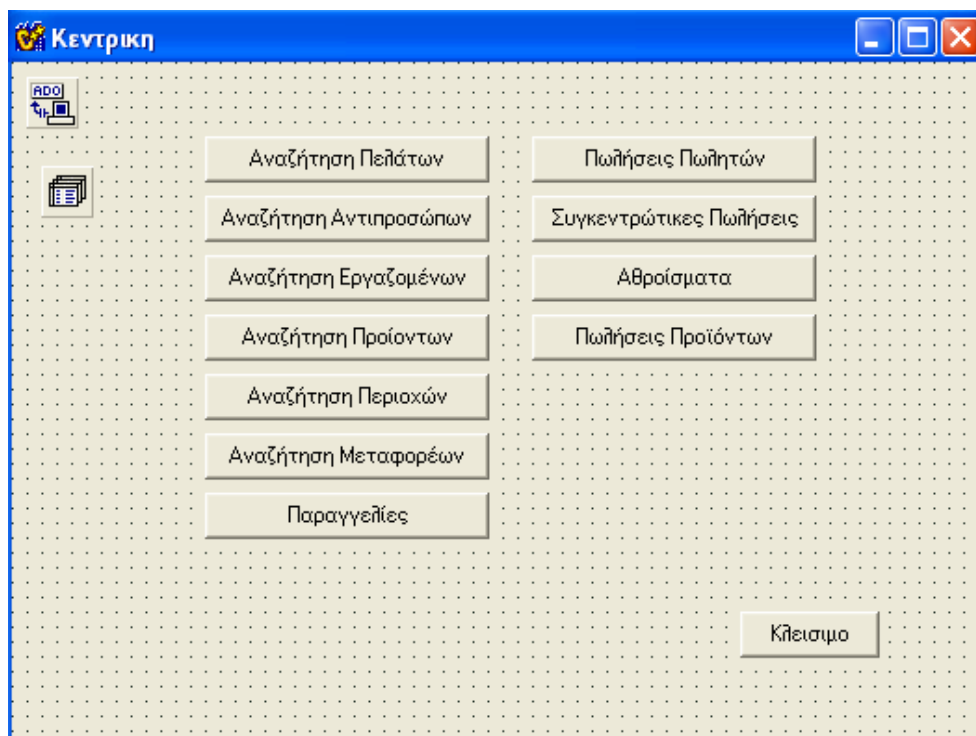 Κεντρικη
ADO
Αναζήτηση Πελάτων
Πωλήσεις Πωλητών
Αναζήτηση Αντιπροσώπων
Συγκεντρώτικες Πωλήσεις
Αναζήτηση Εργαζομένων
Αθροίσματα
Αναζήτηση Προίοντων
Πωλήσεις Προϊόντων
Αναζήτηση Περιοχών
Αναζήτηση Μεταφορέων
Παραγγελίες
Κλεισιμο